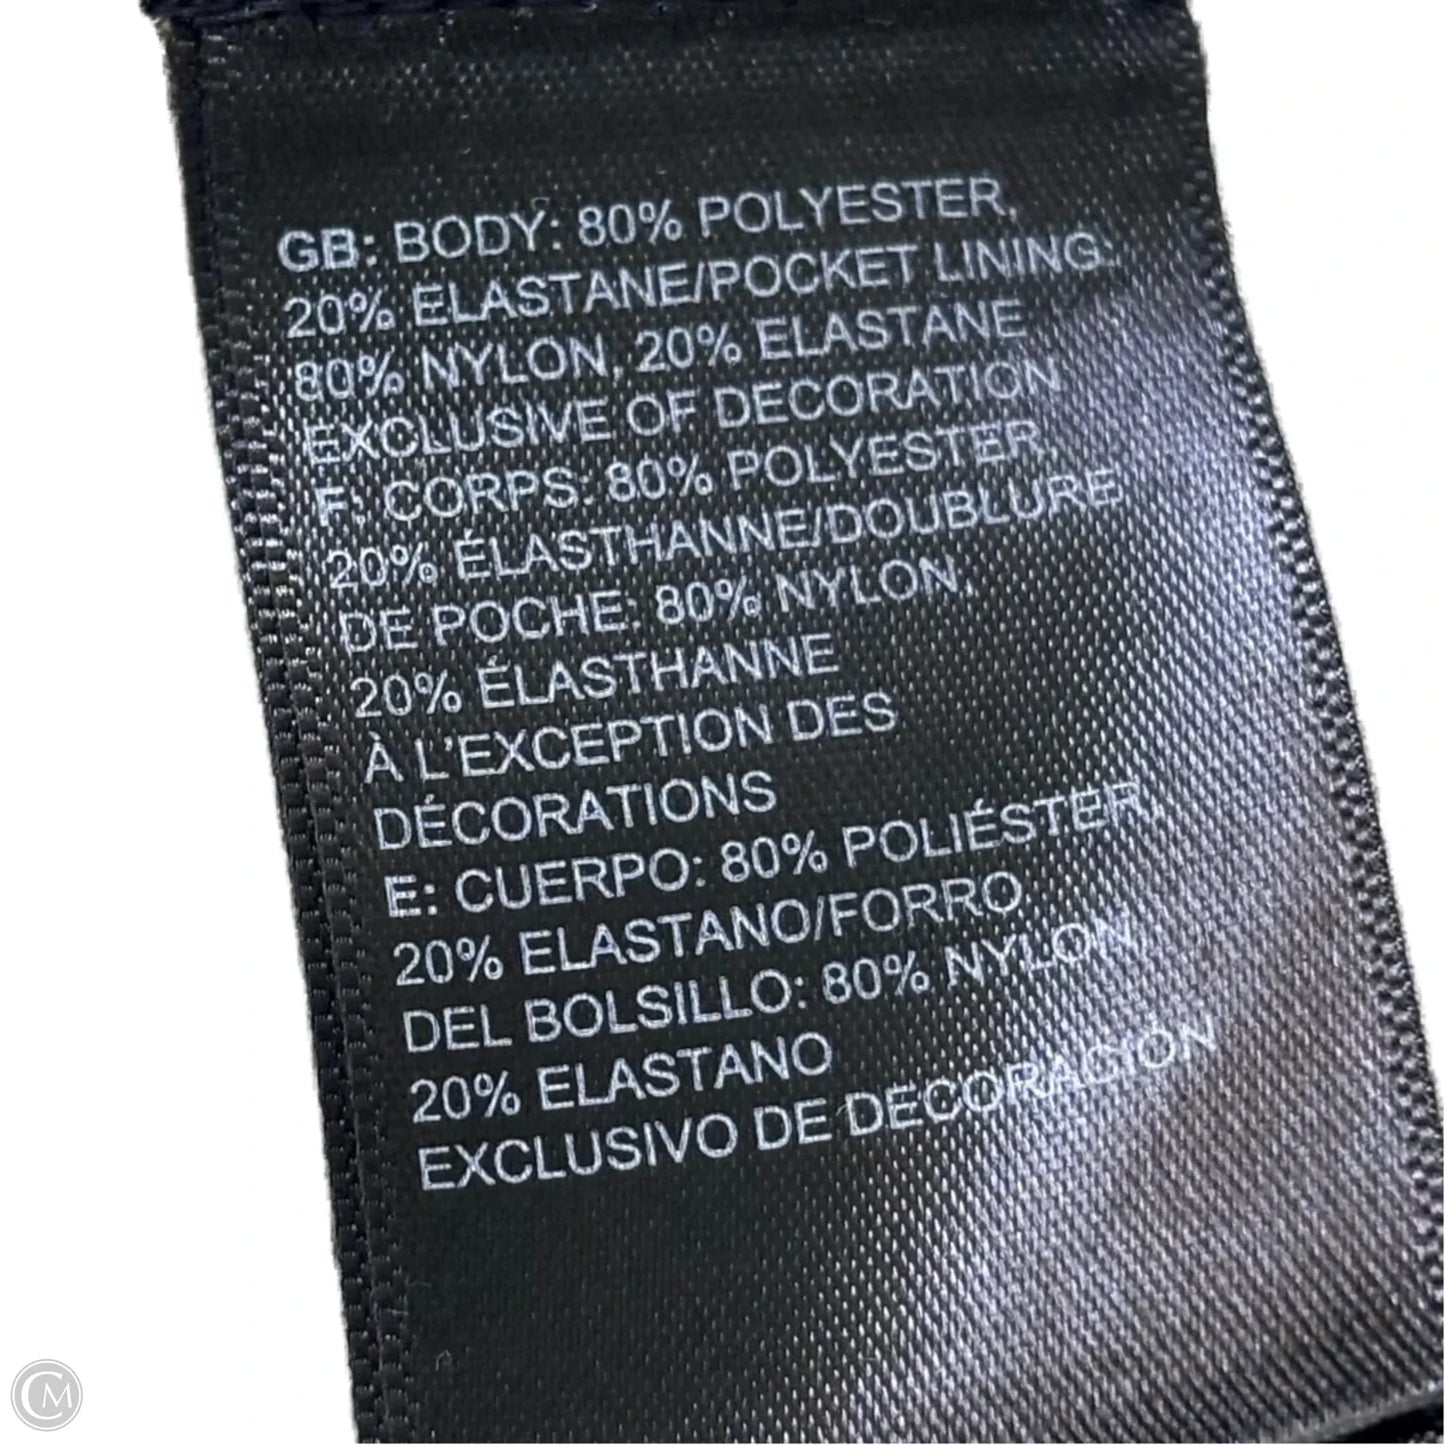 GB: BODY: 80% POLYESTER,
20% ELASTANE/POCKET LINING:
80% NYLON, 20% ELASTANE
EXCLUSIVE OF DECORATION
F: CORPS: 80% POLYESTER,
20% ÉLASTHANNE/DOUBLURE
DE POCHE: 80% NYLON,
20% ÉLASTHANNE
À L'EXCEPTION DES
DÉCORATIONS
E: CUERPO: 80% POLIÉSTER,
20% ELASTANO/FORRO
DEL BOLSILLO: 80% NYLON,
20% ELASTANO
EXCLUSIVO DE DECORACIÓN
CM